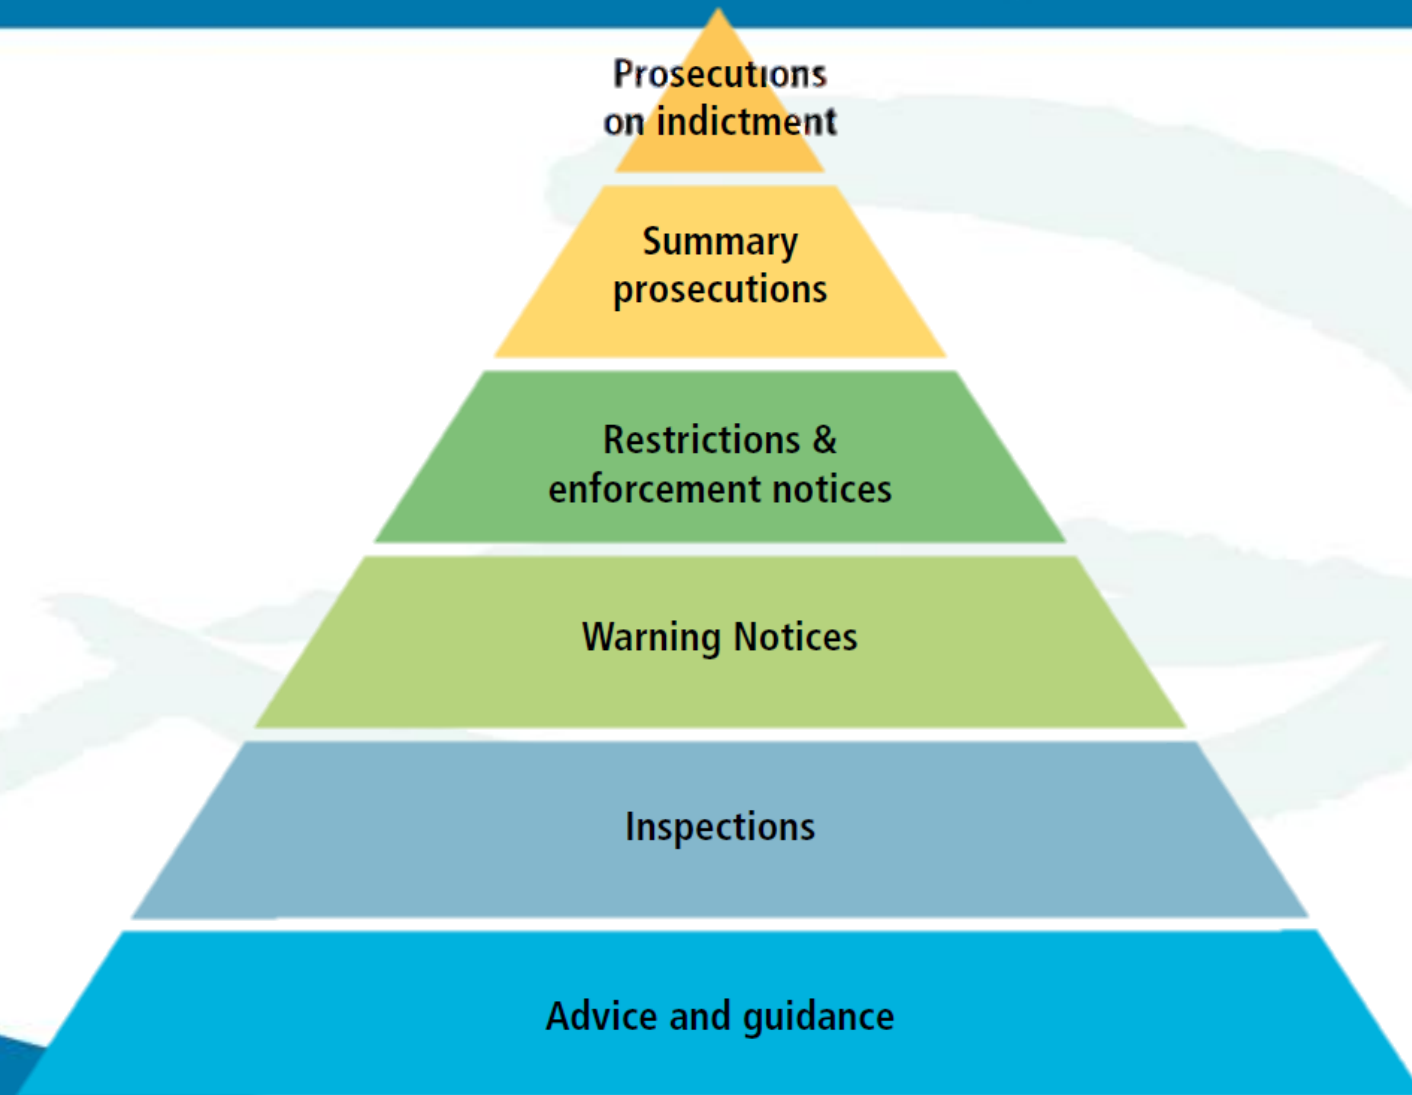 Prosecutions
on indictment
Summary
prosecutions
Restrictions &
enforcement notices
Warning Notices
Inspections
Advice and guidance